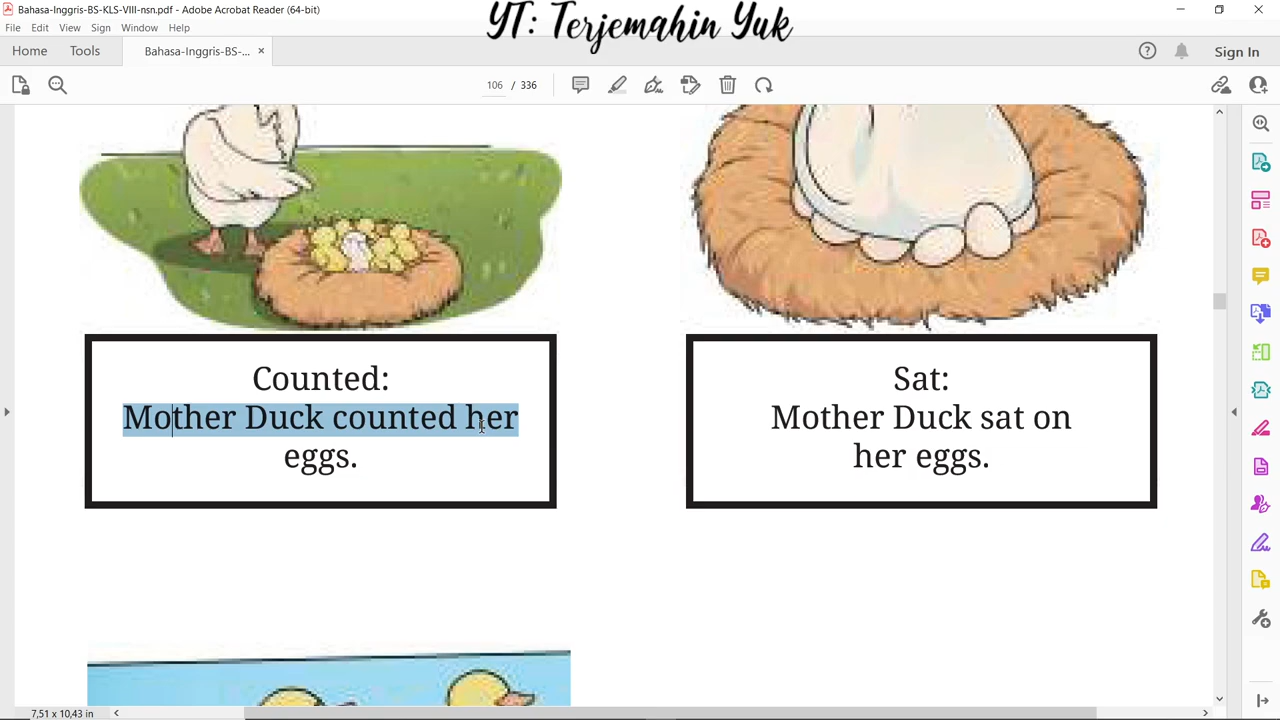 Bahasa-Inggris-BS-KLS-VIII-nsn.pdf - Adobe Acrobat Reader (64-bit)
YT: Terjemahin Yuk
File Edit View Sign Window Help
Home Tools Bahasa-Inggris-BS-... × Sign In
106 / 336
Counted:
Mother Duck counted her
eggs.
Sat:
Mother Duck sat on
her eggs.
7,51 x 10,43 in